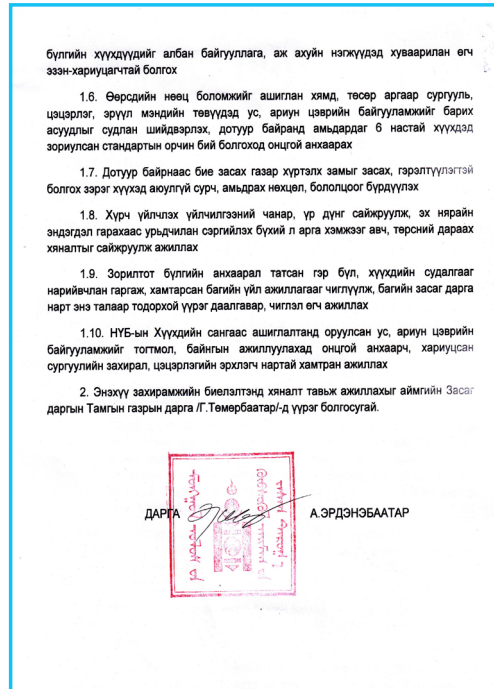 бүлгийн хүүхдүүдийг албан байгууллага, аж ахуйн нэгжүүдэд хуваарилан өгч
эзэн-хариуцагчтай болгох
1.6. Өөрсдийн нөөц боломжийг ашиглан хямд, төсөр аргаар сургууль,
цэцэрлэг, эрүүл мэндийн төвүүдэд ус, ариун цэврийн байгууламжийг барих
асуудлыг судлан шийдвэрлэх, дотуур байранд амьдардаг 6 настай хүүхдэд
зориулсан стандартын орчин бий болгоход онцгой анхаарах
1.7. Дотуур байрнаас бие засах газар хүртэлх замыг засах, гэрэлтүүлэгтэй
болгох зэрэг хүүхэд аюулгүй сурч, амьдрах нөхцөл, бололцоог бүрдүүлэх
1.8. Хүрч үйлчлэх үйлчилгээний чанар, үр дүнг сайжруулж, эх нярайн
эндэгдэл гарахаас урьдчилан сэргийлэх бүхий л арга хэмжээг авч, төрсний дараах
хяналтыг сайжруулж ажиллах
1.9. Зорилтот бүлгийн анхаарал татсан гэр бүл, хүүхдийн судалгааг
нарийвчлан гаргаж, хамтарсан багийн үйл ажиллагааг чиглүүлж, багийн засаг дарга
нарт энэ талаар тодорхой үүрэг даалгавар, чиглэл өгч ажиллах
1.10. НҮБ-ын Хүүхдийн сангаас ашиглалтанд оруулсан ус, ариун цэврийн
байгууламжийг тогтмол, байнгын ажиллуулахад онцгой анхаарч, хариуцсан
сургуулийн захирал, цэцэрлэгийн эрхлэгч нартай хамтран ажиллах
2. Энэхүү захирамжийн биелэлтэнд хяналт тавьж ажиллахыг аймгийн Засаг
даргын Тамгын газрын дарга /Г.Төмөрбаатар/-д үүрэг болгосугай.
ДАРГА А.ЭРДЭНЭБААТАР